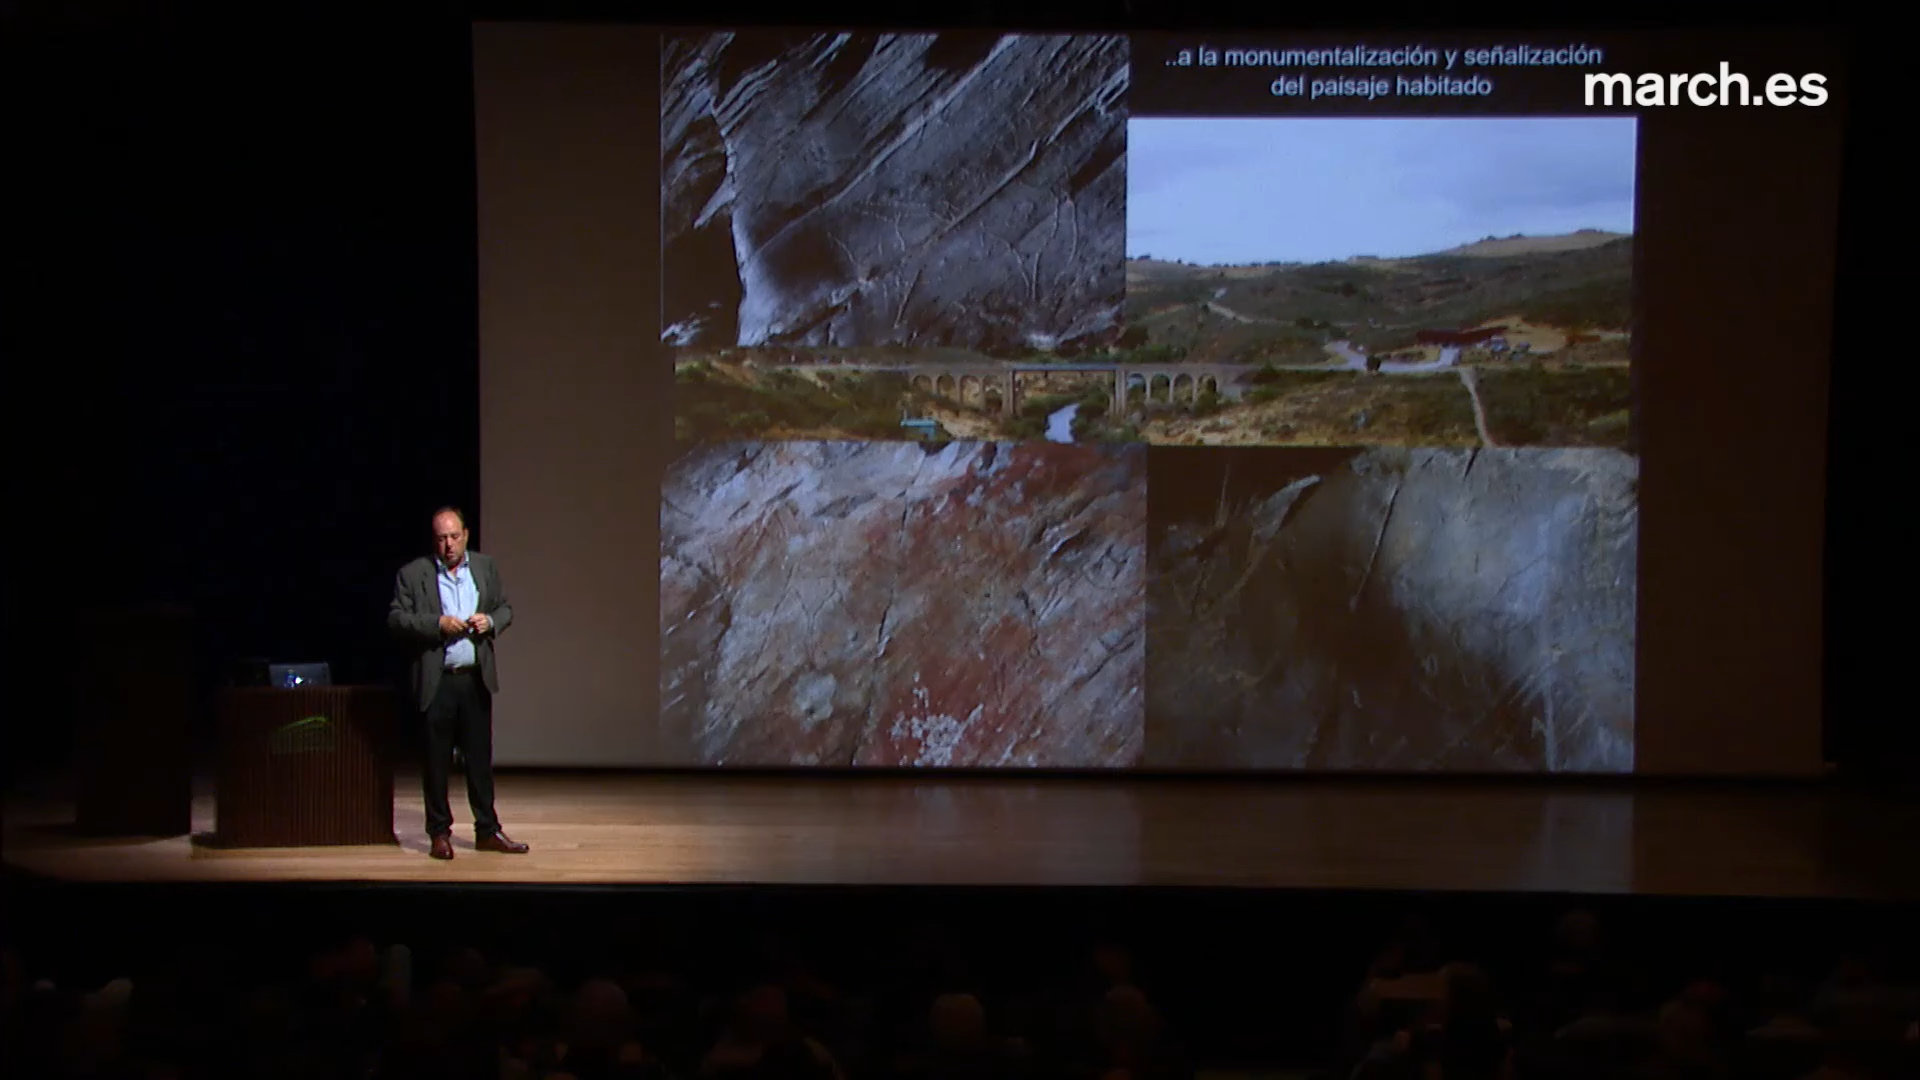 ..a la monumentalización y señalización
del paisaje habitado
march.es